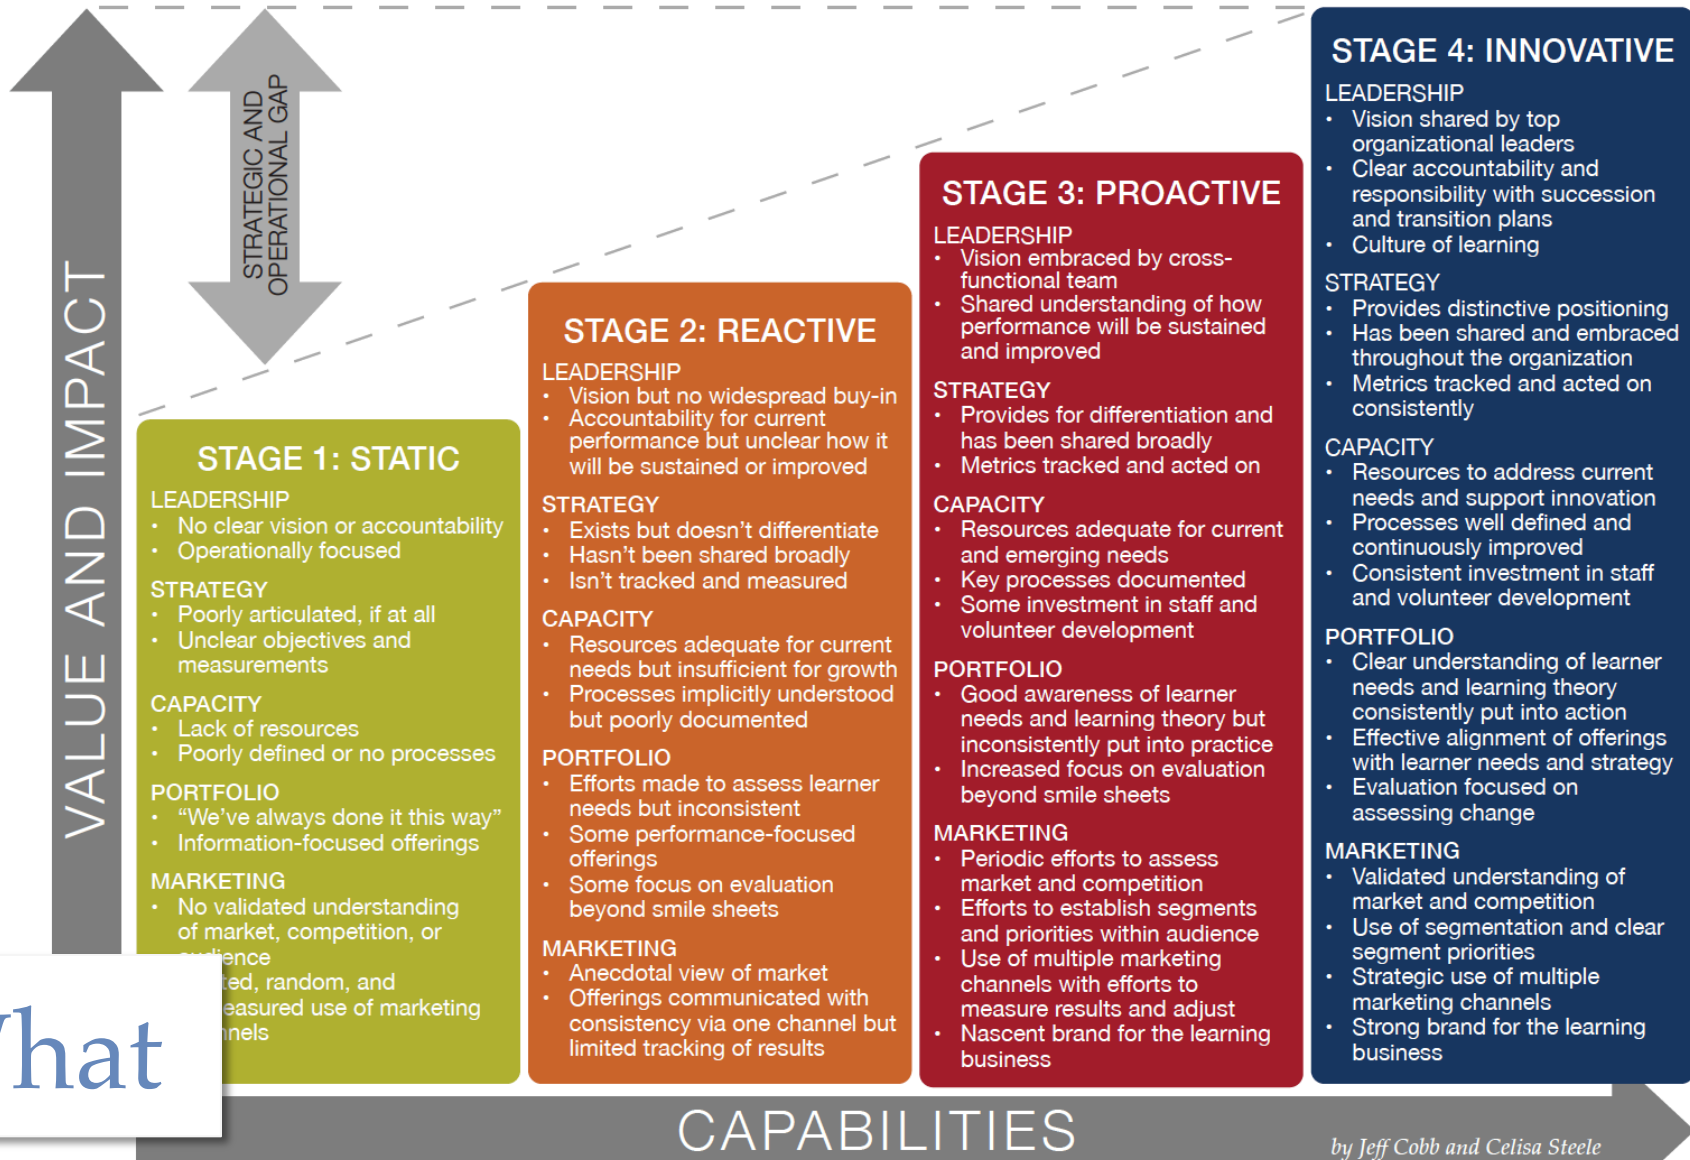 VALUE AND IMPACT
STRATEGIC AND
OPERATIONAL GAP
STAGE 1: STATIC
LEADERSHIP
• No clear vision or accountability
• Operationally focused
STRATEGY
• Poorly articulated, if at all
• Unclear objectives and
measurements
CAPACITY
• Lack of resources
• Poorly defined or no processes
PORTFOLIO
• “We’ve always done it this way”
• Information-focused offerings
MARKETING
• No validated understanding
of market, competition, or
random, and
use of marketing
STAGE 2: REACTIVE
LEADERSHIP
• Vision but no widespread buy-in
• Accountability for current
performance but unclear how it
will be sustained or improved
STRATEGY
• Exists but doesn’t differentiate
• Hasn’t been shared broadly
• Isn’t tracked and measured
CAPACITY
• Resources adequate for current
needs but insufficient for growth
• Processes implicitly understood
but poorly documented
PORTFOLIO
• Efforts made to assess learner
needs but inconsistent
• Some performance-focused
offerings
• Some focus on evaluation
beyond smile sheets
MARKETING
• Anecdotal view of market
• Offerings communicated with
consistency via one channel but
limited tracking of results
STAGE 3: PROACTIVE
LEADERSHIP
• Vision embraced by cross-
functional team
• Shared understanding of how
performance will be sustained
and improved
STRATEGY
• Provides for differentiation and
has been shared broadly
• Metrics tracked and acted on
CAPACITY
• Resources adequate for current
and emerging needs
• Key processes documented
• Some investment in staff and
volunteer development
PORTFOLIO
• Good awareness of learner
needs and learning theory but
inconsistently put into practice
• Increased focus on evaluation
beyond smile sheets
MARKETING
• Periodic efforts to assess
market and competition
• Efforts to establish segments
and priorities within audience
• Use of multiple marketing
channels with efforts to
measure results and adjust
• Nascent brand for the learning
business
STAGE 4: INNOVATIVE
LEADERSHIP
• Vision shared by top
organizational leaders
• Clear accountability and
responsibility with succession
and transition plans
• Culture of learning
STRATEGY
• Provides distinctive positioning
• Has been shared and embraced
throughout the organization
• Metrics tracked and acted on
consistently
CAPACITY
• Resources to address current
needs and support innovation
• Processes well defined and
continuously improved
• Consistent investment in staff
and volunteer development
PORTFOLIO
• Clear understanding of learner
needs and learning theory
consistently put into action
• Effective alignment of offerings
with learner needs and strategy
• Evaluation focused on
assessing change
MARKETING
• Validated understanding of
market and competition
• Use of segmentation and clear
segment priorities
• Strategic use of multiple
marketing channels
• Strong brand for the learning
business
What
CAPABILITIES
by Jeff Cobb and Celisa Steele